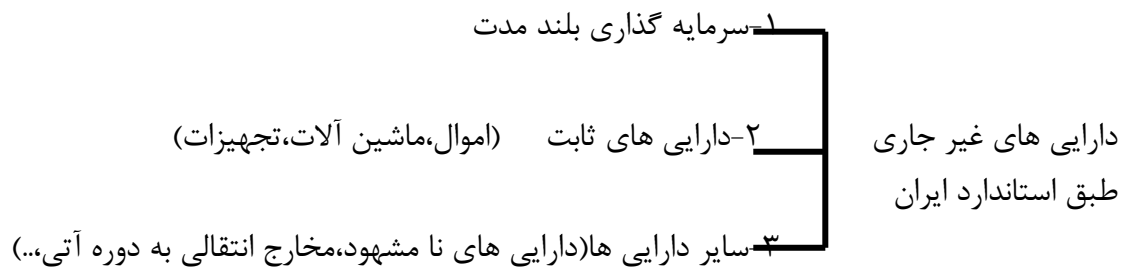 ۱-سرمایه گذاری بلند مدت
دارایی های غیر جاری
طبق استاندارد ایران
۲-دارایی های ثابت (اموال،ماشین آلات،تجهیزات)
۳-سایر دارایی ها(دارایی های نا مشهود،مخارج انتقالی به دوره آتی،..)